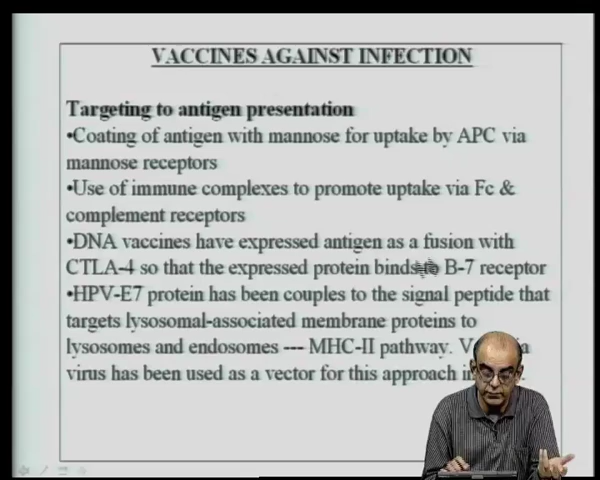 VACCINES AGAINST INFECTION
Targeting to antigen presentation
•Coating of antigen with mannose for uptake by APC via
mannose receptors
•Use of immune complexes to promote uptake via Fc &
complement receptors
•DNA vaccines have expressed antigen as a fusion with
CTLA-4 so that the expressed protein binds B-7 receptor
•HPV-E7 protein has been couples to the signal peptide that
targets lysosomal-associated membrane proteins to
lysosomes and endosomes --- MHC-II pathway.
virus has been used as a vector for this approach